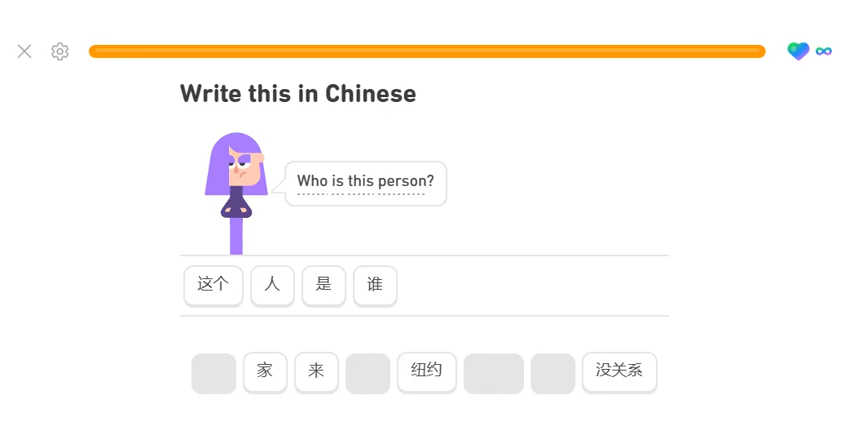 Write this in Chinese
Who is this person?
这个 人 是 谁
家 来 纽约 没关系